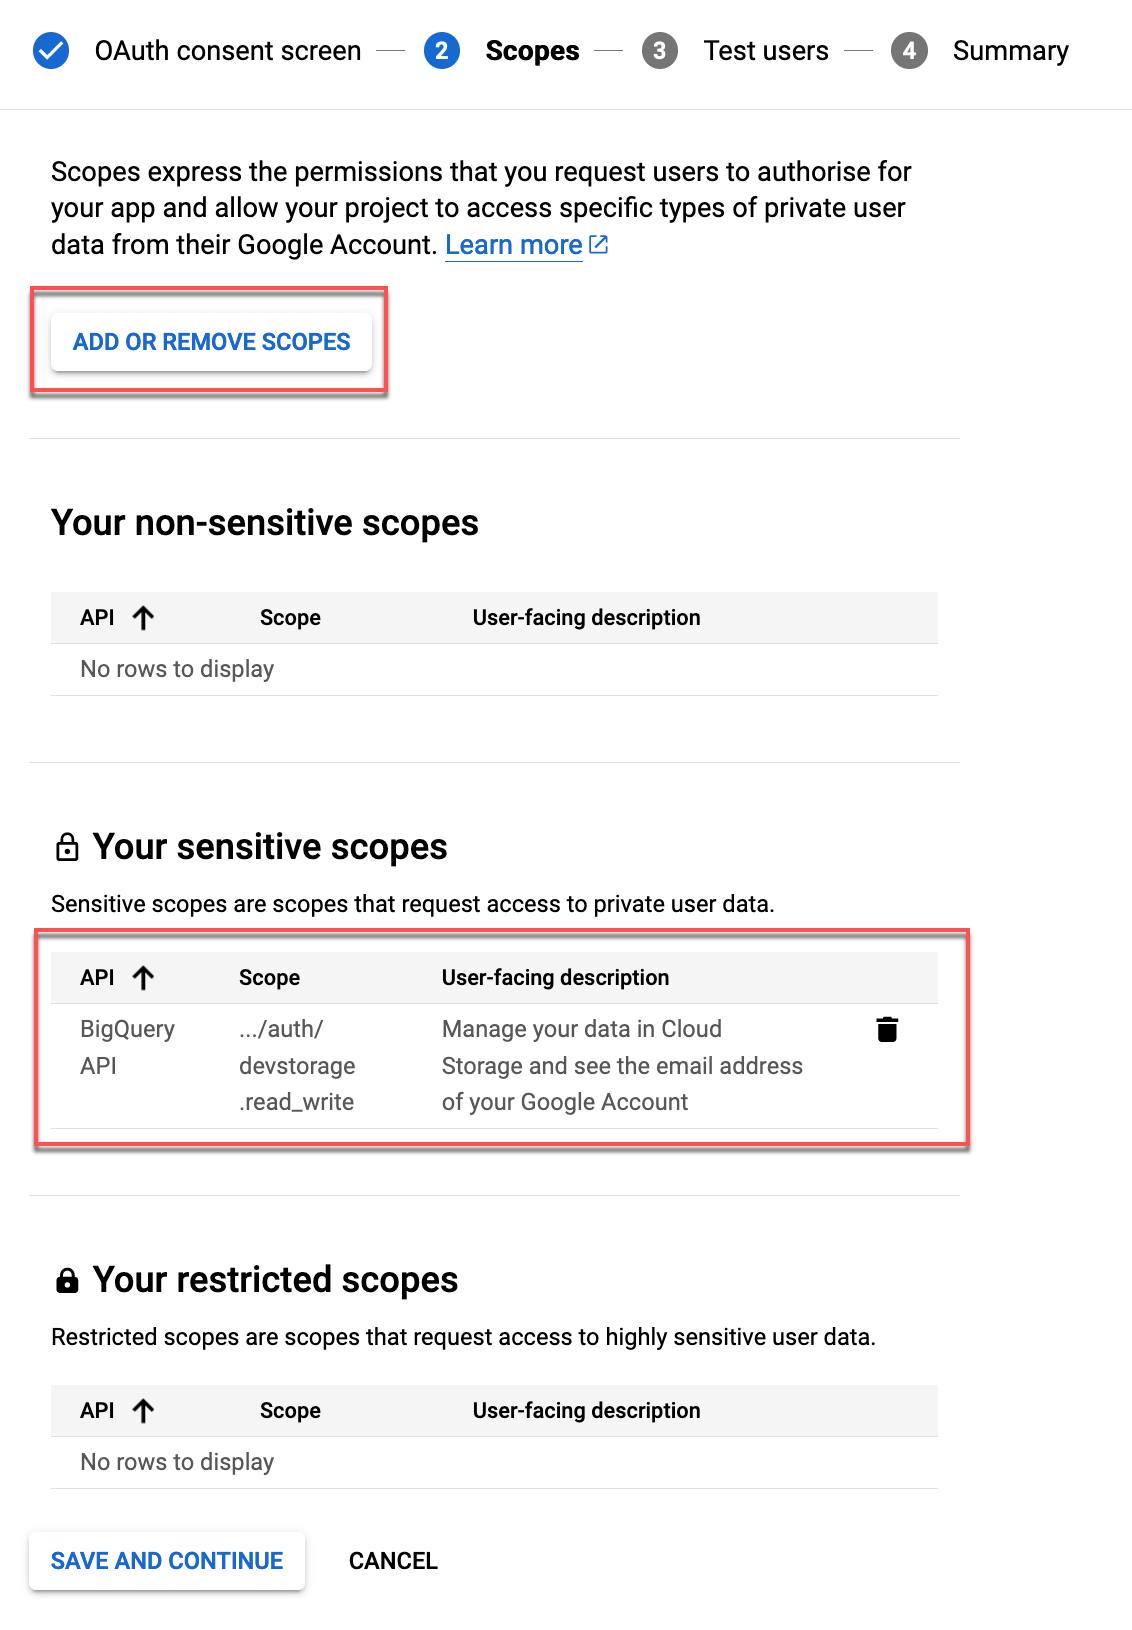 OAuth consent screen 2 Scopes 3 Test users 4 Summary
Scopes express the permissions that you request users to authorise for
your app and allow your project to access specific types of private user
data from their Google Account. Learn more
ADD OR REMOVE SCOPES
Your non-sensitive scopes
API Scope User-facing description
No rows to display
Your sensitive scopes
Sensitive scopes are scopes that request access to private user data.
API Scope User-facing description
BigQuery .../auth/ Manage your data in Cloud
API devstorage Storage and see the email address
.read_write of your Google Account
Your restricted scopes
Restricted scopes are scopes that request access to highly sensitive user data.
API Scope User-facing description
No rows to display
SAVE AND CONTINUE CANCEL